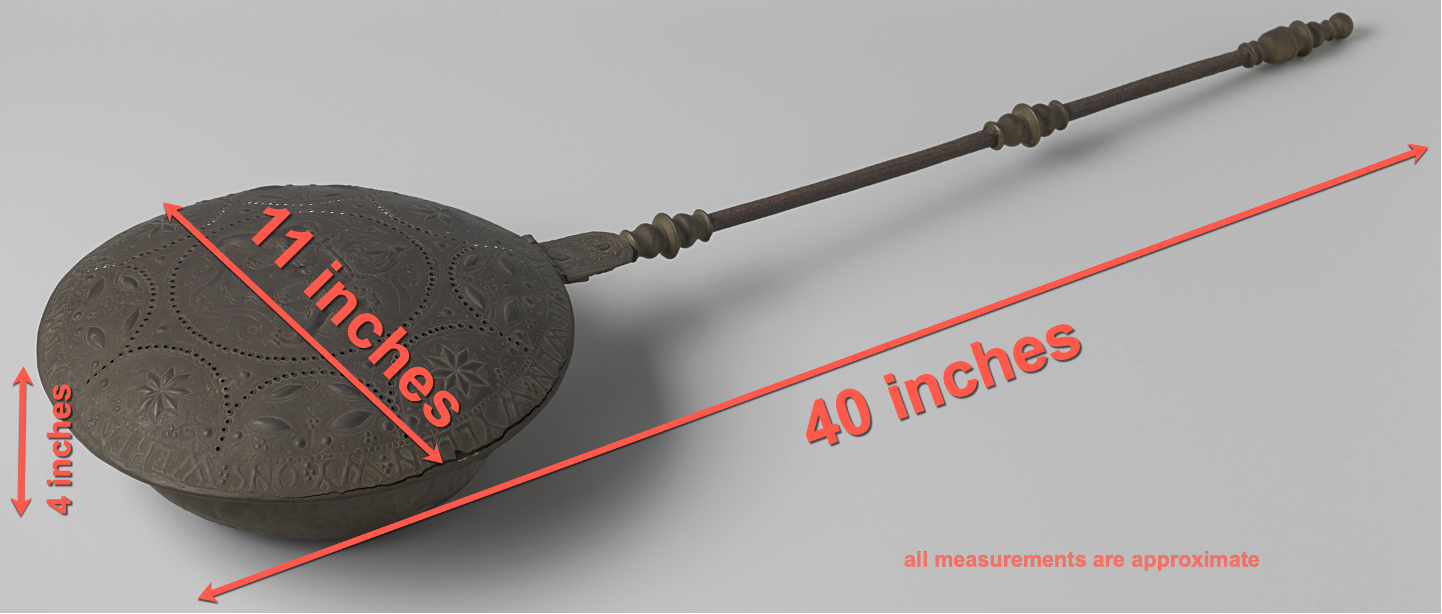 11 inches
40 inches
4 inches
all measurements are approximate